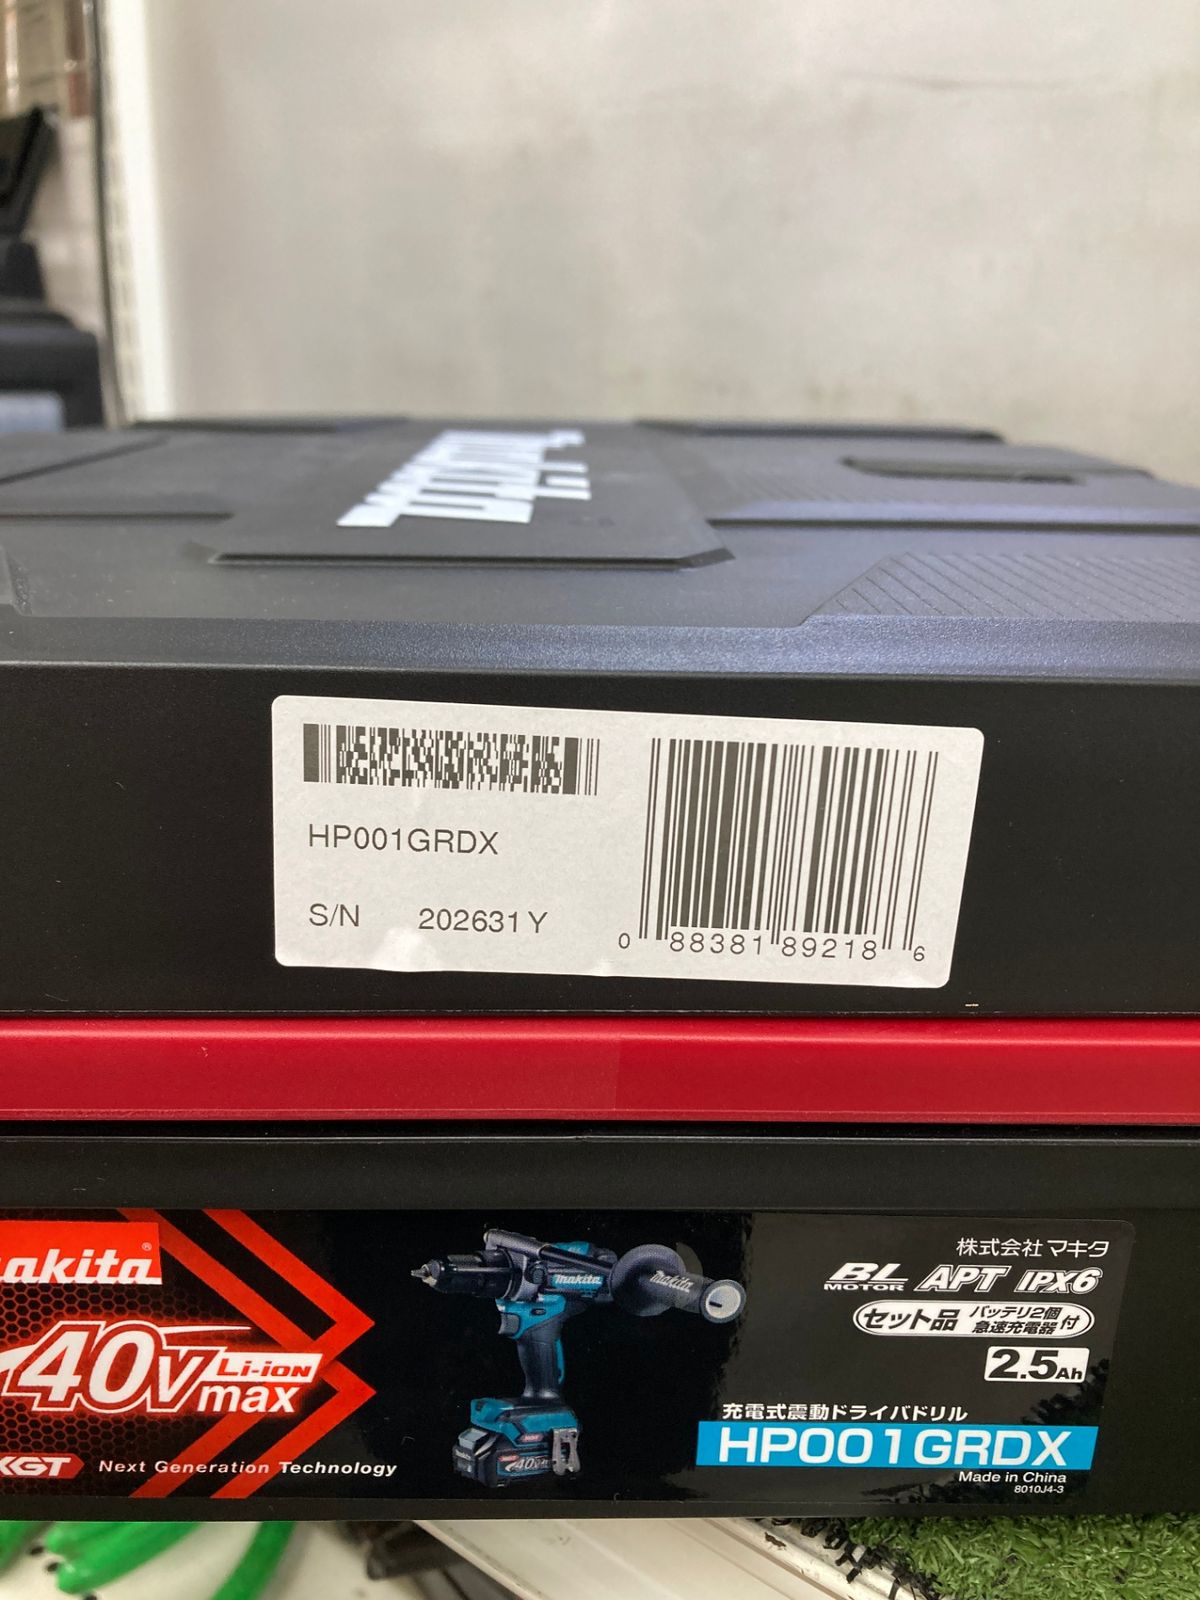 makita
HP001GRDX
S/N 202631Y
0 88381 89218 6
makita®
40Vmax Li-ion
XGT Next Generation Technology
makita
makita
40V
株式会社 マキタ
BL MOTOR APT IPX6
セット品 バッテリ2個 急速充電器 付
2.5Ah
充電式震動ドライバドリル
HP001GRDX
Made in China
8010J4-3